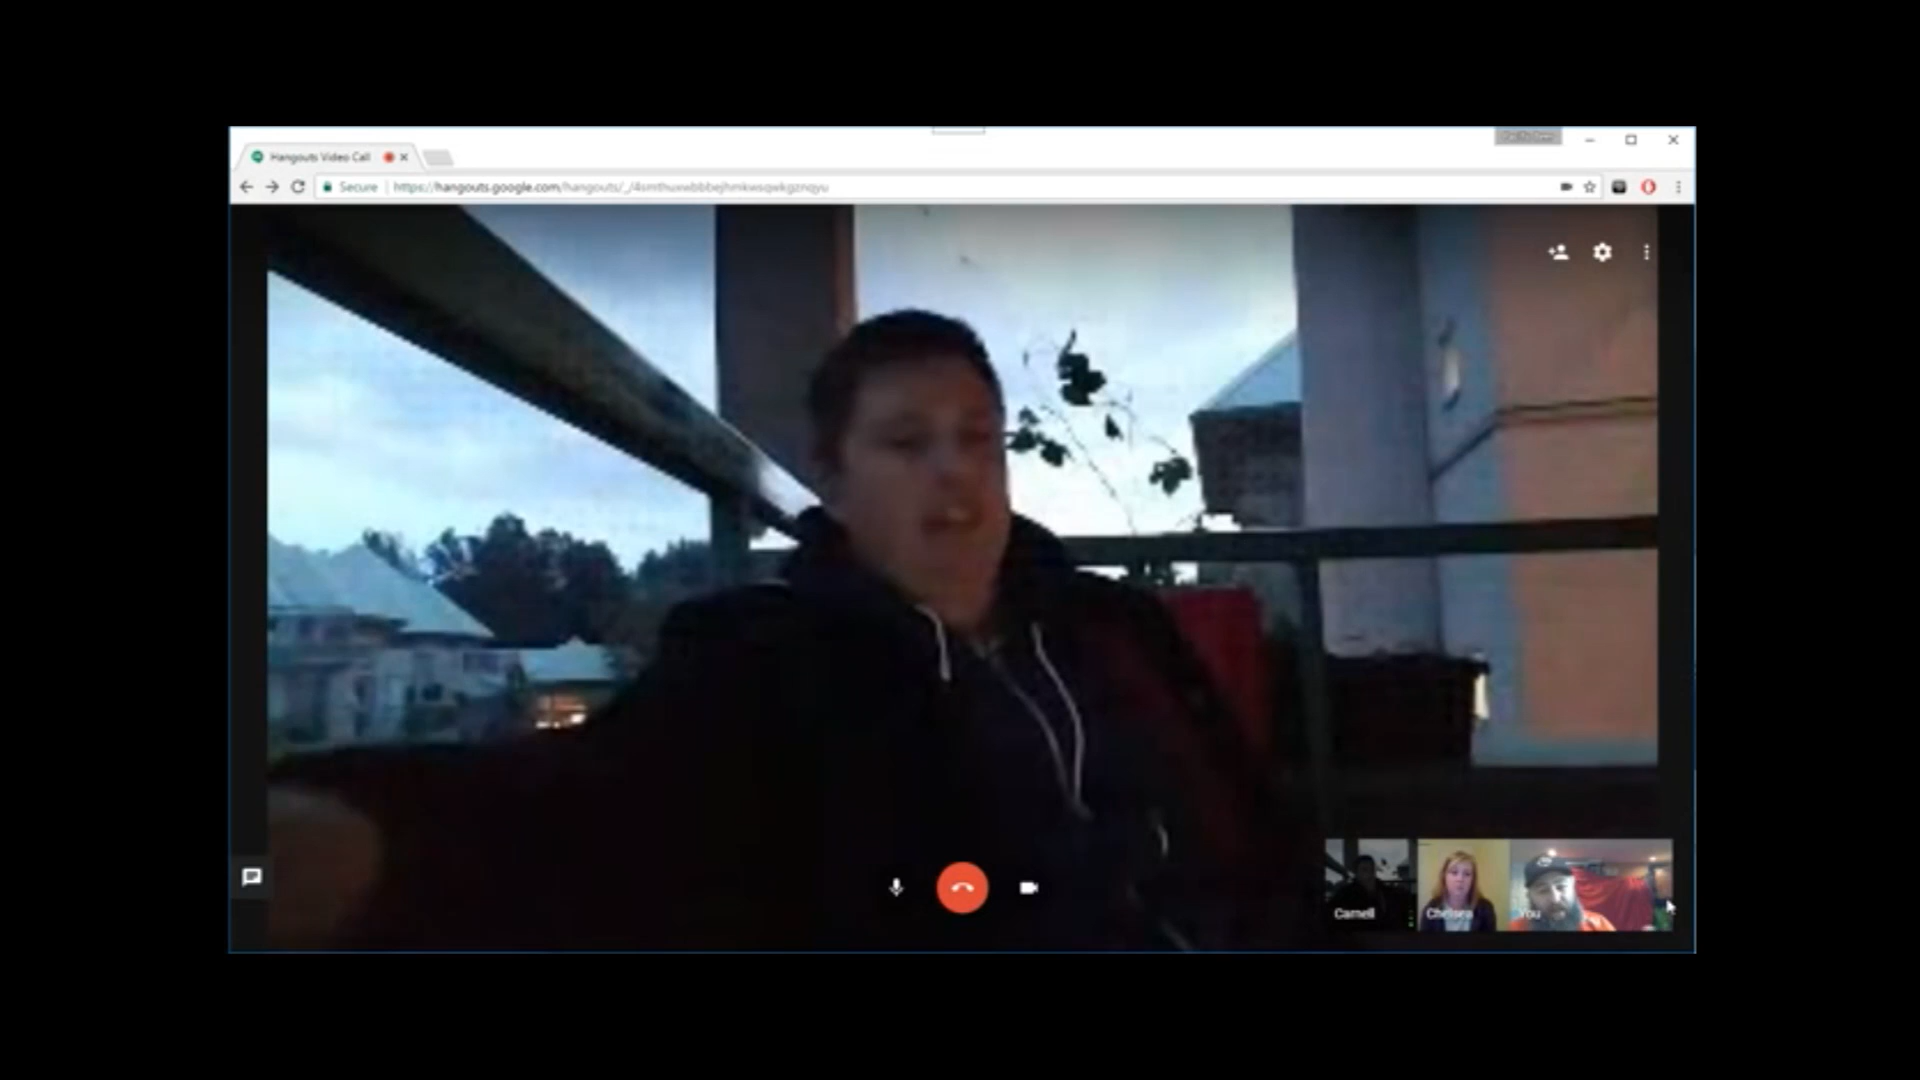 Hangouts Video Call
Secure
https://hangouts.google.com/hangouts/_/
Carnell
Chelsea
You